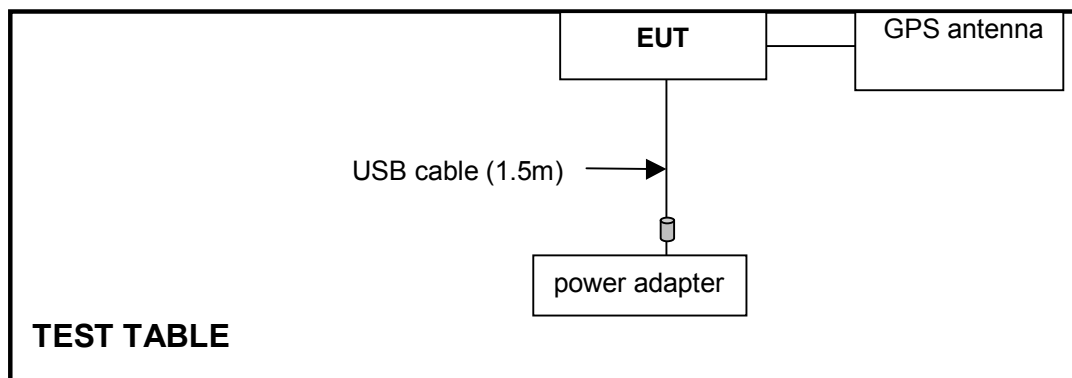 EUT
GPS antenna
USB cable (1.5m)
power adapter
TEST TABLE